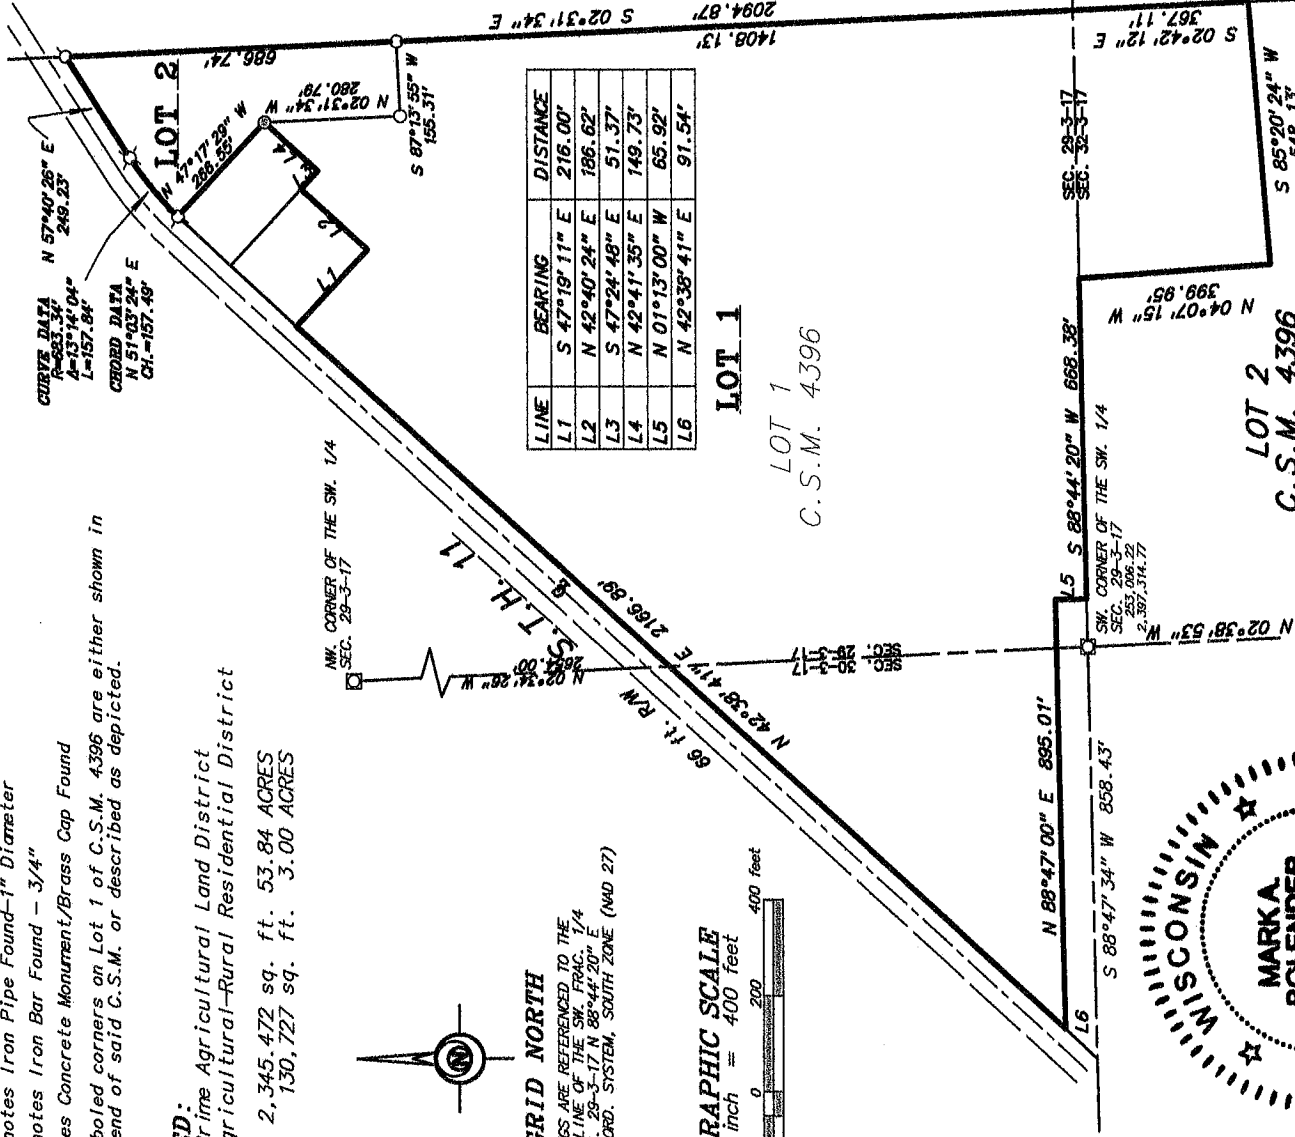 notes Iron Pipe Found-1" Diameter
notes Iron Bar Found - 3/4"
es Concrete Monument/Brass Cap Found
boled corners on Lot 1 of C.S.M. 4396 are either shown in
end of said C.S.M. or described as depicted.
ED:
rime Agricultural Land District
gricultural-Rural Residential District
2,345,472 sq. ft. 53.84 ACRES
130,727 sq. ft. 3.00 ACRES
N
GRID NORTH
GS ARE REFERENCED TO THE
LINE OF THE SW. FRAC. 1/4
29-3-17 N 88°44'20" E
ORD. SYSTEM, SOUTH ZONE (NAD 27)
RAPHIC SCALE
inch = 400 feet
0 200 400 feet
CURVE DATA
R=683.34'
Δ=13°14'04"
L=157.84'
CHORD DATA
N 51°03'24" E
CH.=157.49'
N 57°40'26" E
249.23'
LOT 2
N 47°17'29" W
266.55'
686.74'
N 02°31'34" W
280.79'
S 87°13'55" W
155.31'
S 02°31'34" E
2094.87'
1408.13'
L1
L2
L3
L4
LINE BEARING DISTANCE
L1 S 47°19'11" E 216.00'
L2 N 42°40'24" E 186.62'
L3 S 47°24'48" E 51.37'
L4 N 42°41'35" E 149.73'
L5 N 01°13'00" W 65.92'
L6 N 42°38'41" E 91.54'
LOT 1
LOT 1
C.S.M. 4396
NW. CORNER OF THE SW. 1/4
SEC. 29-3-17
S.T.H. 11
66 ft. R/W
N 42°38'41" E 2166.89'
N 02°34'26" W
2654.00'
SEC. 30-3-17
SEC. 29-3-17
SEC. 29-3-17
SEC. 32-3-17
S 02°42'12" E
367.11'
S 85°20'24" W
548.13'
N 04°07'15" W
399.95'
S 88°44'20" W 668.38'
L5
SW. CORNER OF THE SW. 1/4
SEC. 29-3-17
253,006.22
2,397,314.77
N 02°38'53" W
N 88°47'00" E 895.01'
S 88°47'34" W 858.43'
L6
LOT 2
C.S.M. 4396
WISCONSIN
MARK A.